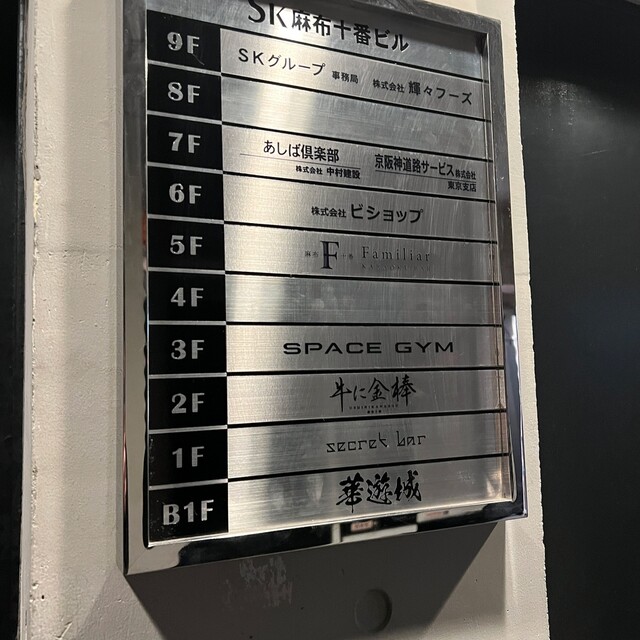 SK麻布十番ビル
9F
SKグループ 事務局 株式会社 輝々フーズ
8F
7F
あしば倶楽部 京阪神道路サービス株式会社
株式会社 中村建設 東京支店
6F
株式会社 ビショップ
5F
麻布 F 十番 Familiar
4F
3F
SPACE GYM
2F
牛に金棒
1F
secret bar
B1F
華遊城